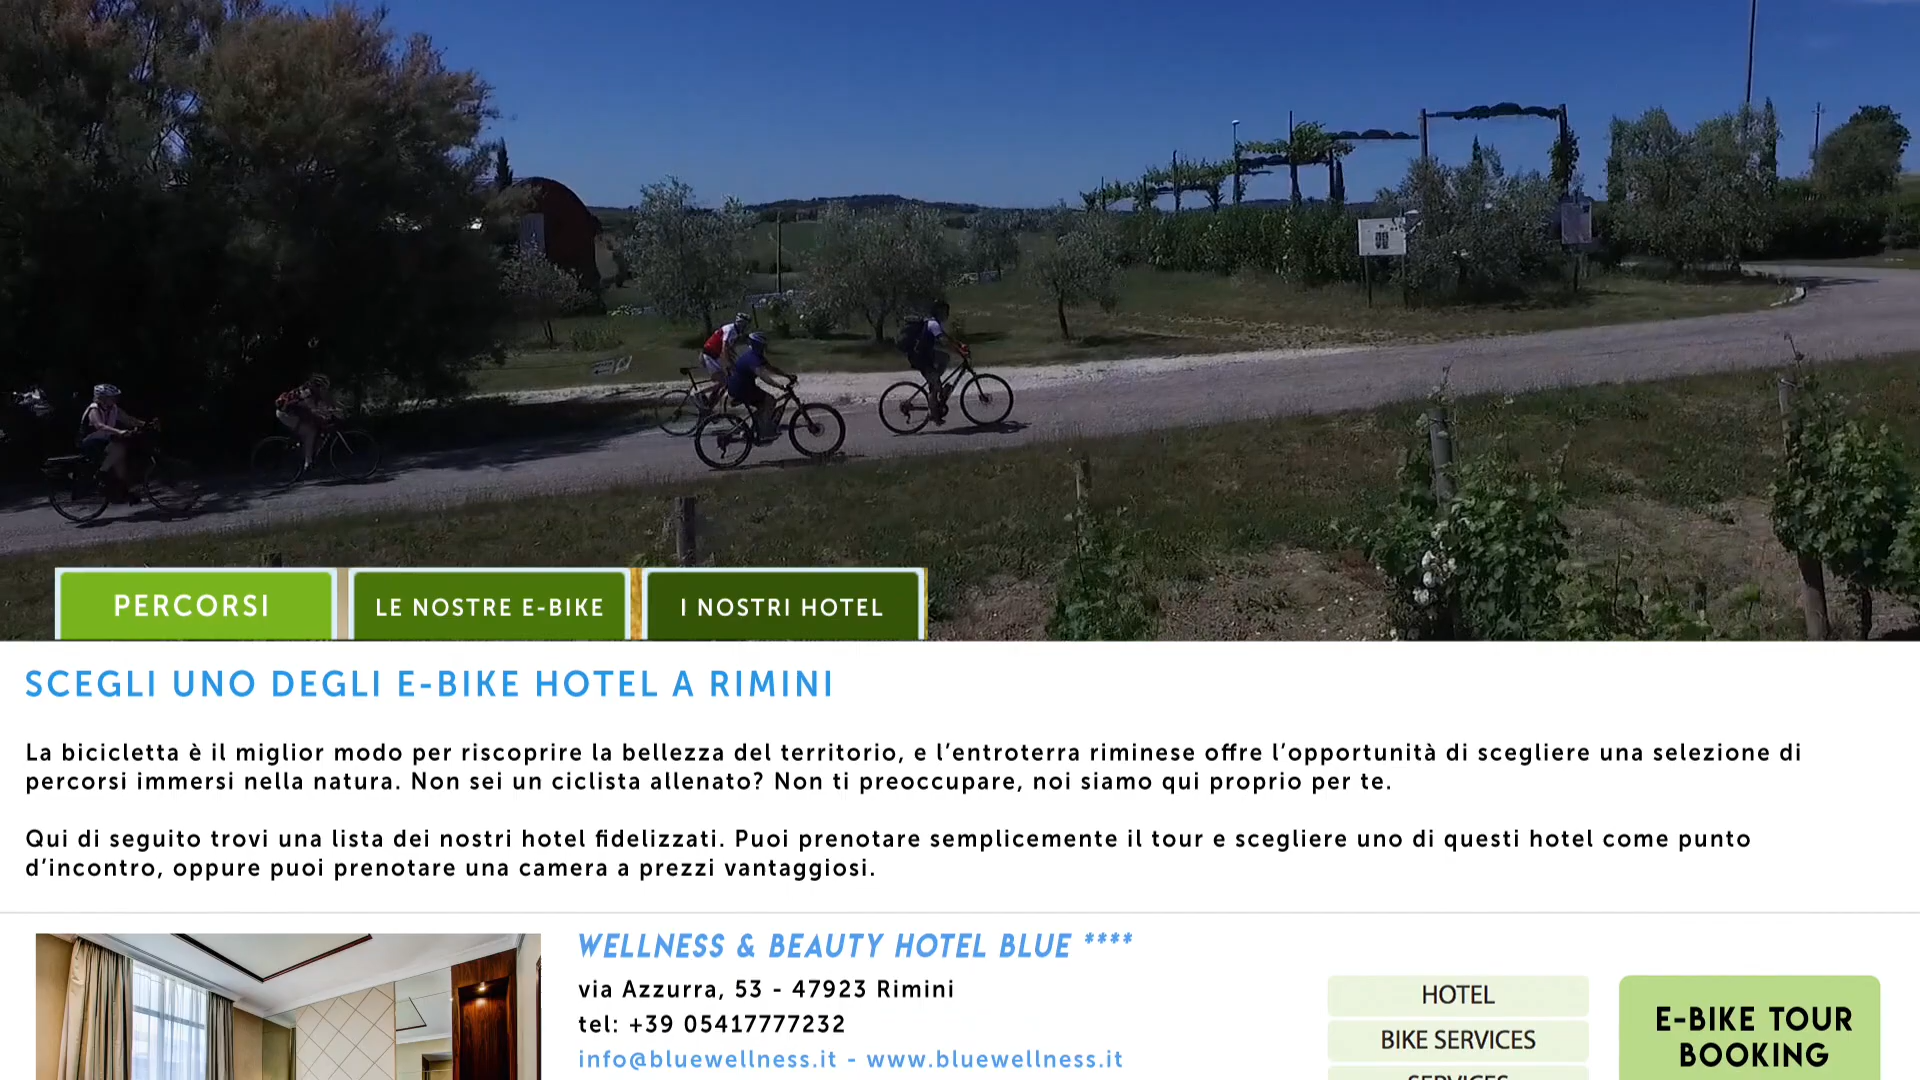 PERCORSI
LE NOSTRE E-BIKE
I NOSTRI HOTEL
SCEGLI UNO DEGLI E-BIKE HOTEL A RIMINI
La bicicletta è il miglior modo per riscoprire la bellezza del territorio, e l’entroterra riminese offre l’opportunità di scegliere una selezione di
percorsi immersi nella natura. Non sei un ciclista allenato? Non ti preoccupare, noi siamo qui proprio per te.
Qui di seguito trovi una lista dei nostri hotel fidelizzati. Puoi prenotare semplicemente il tour e scegliere uno di questi hotel come punto
d’incontro, oppure puoi prenotare una camera a prezzi vantaggiosi.
WELLNESS & BEAUTY HOTEL BLUE ****
via Azzurra, 53 - 47923 Rimini
tel: +39 05417777232
info@bluewellness.it - www.bluewellness.it
HOTEL
BIKE SERVICES
SERVICES
E-BIKE TOUR
BOOKING